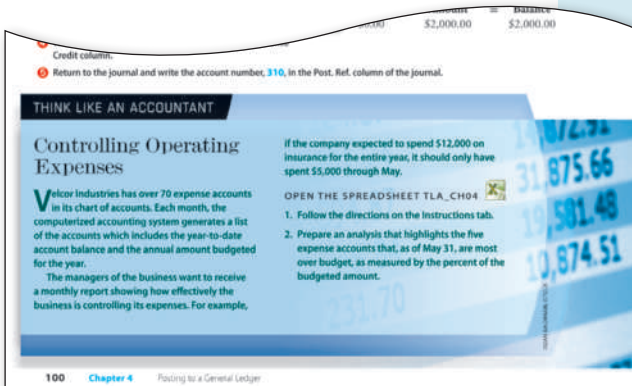 = Balance
$2,000.00 $2,000.00
Credit column.
5 Return to the journal and write the account number, 310, in the Post. Ref. column of the journal.
THINK LIKE AN ACCOUNTANT
Controlling Operating
Expenses
Velcor Industries has over 70 expense accounts
in its chart of accounts. Each month, the
computerized accounting system generates a list
of the accounts which includes the year-to-date
account balance and the annual amount budgeted
for the year.
The managers of the business want to receive
a monthly report showing how effectively the
business is controlling its expenses. For example,
if the company expected to spend $12,000 on
insurance for the entire year, it should only have
spent $5,000 through May.
OPEN THE SPREADSHEET TLA_CH04
1. Follow the directions on the Instructions tab.
2. Prepare an analysis that highlights the five
expense accounts that, as of May 31, are most
over budget, as measured by the percent of the
budgeted amount.
31,875.66
19,581.48
10,874.51
231.70
100 Chapter 4 Posting to a General Ledger